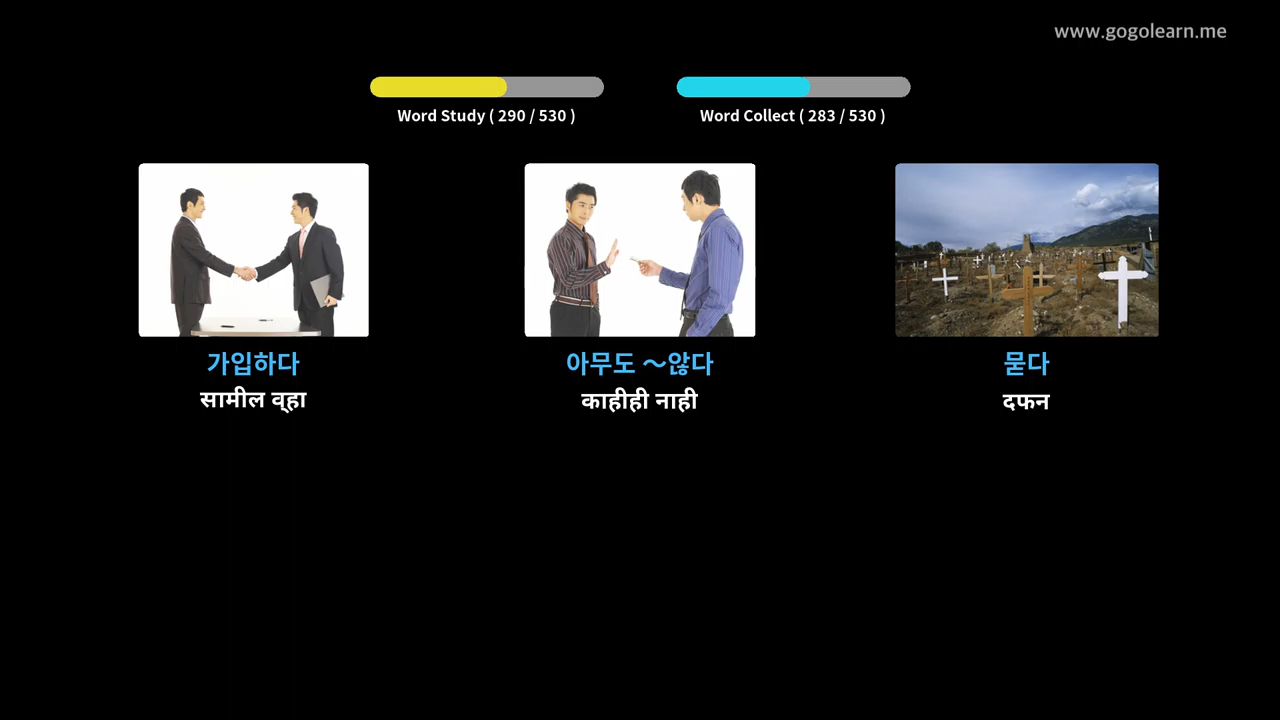 www.gogolearn.me
Word Study ( 290 / 530 )
Word Collect ( 283 / 530 )
가입하다
아무도 ～않다
묻다
सामील व्हा
काहीही नाही
दफन